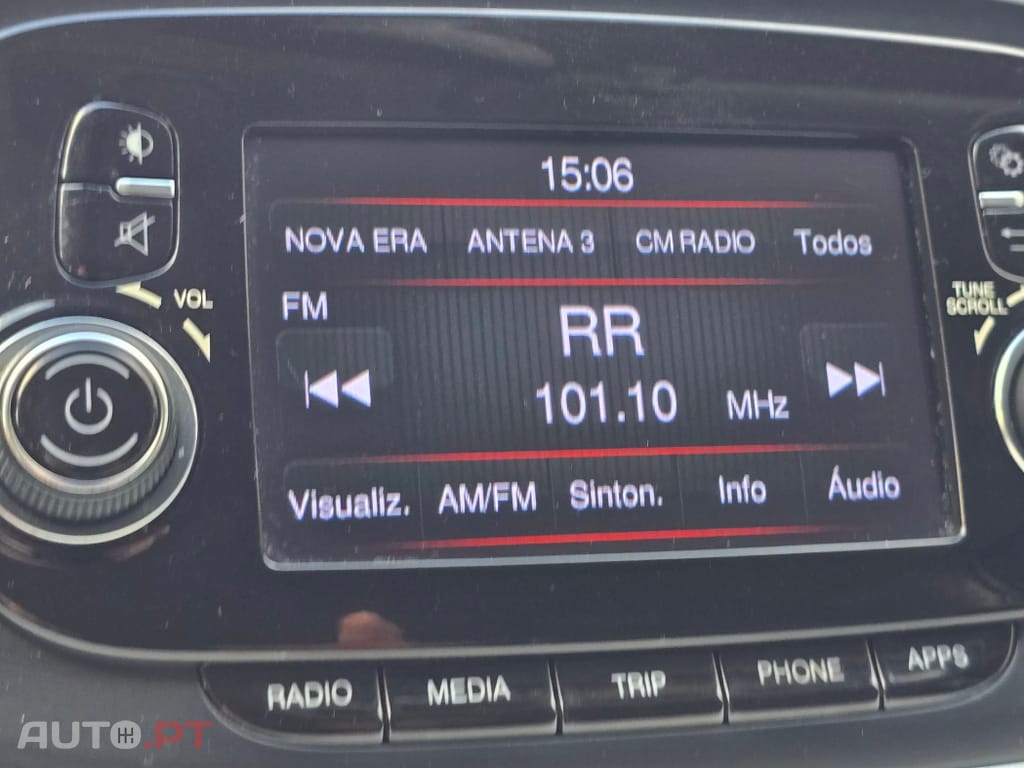 15:06
NOVA ERA ANTENA 3 CM RADIO Todos
VOL
FM
RR
101.10 MHz
TUNE
SCROLL
Visualiz. AM/FM Sinton. Info Áudio
RADIO MEDIA TRIP PHONE APPS
AUTO.PT